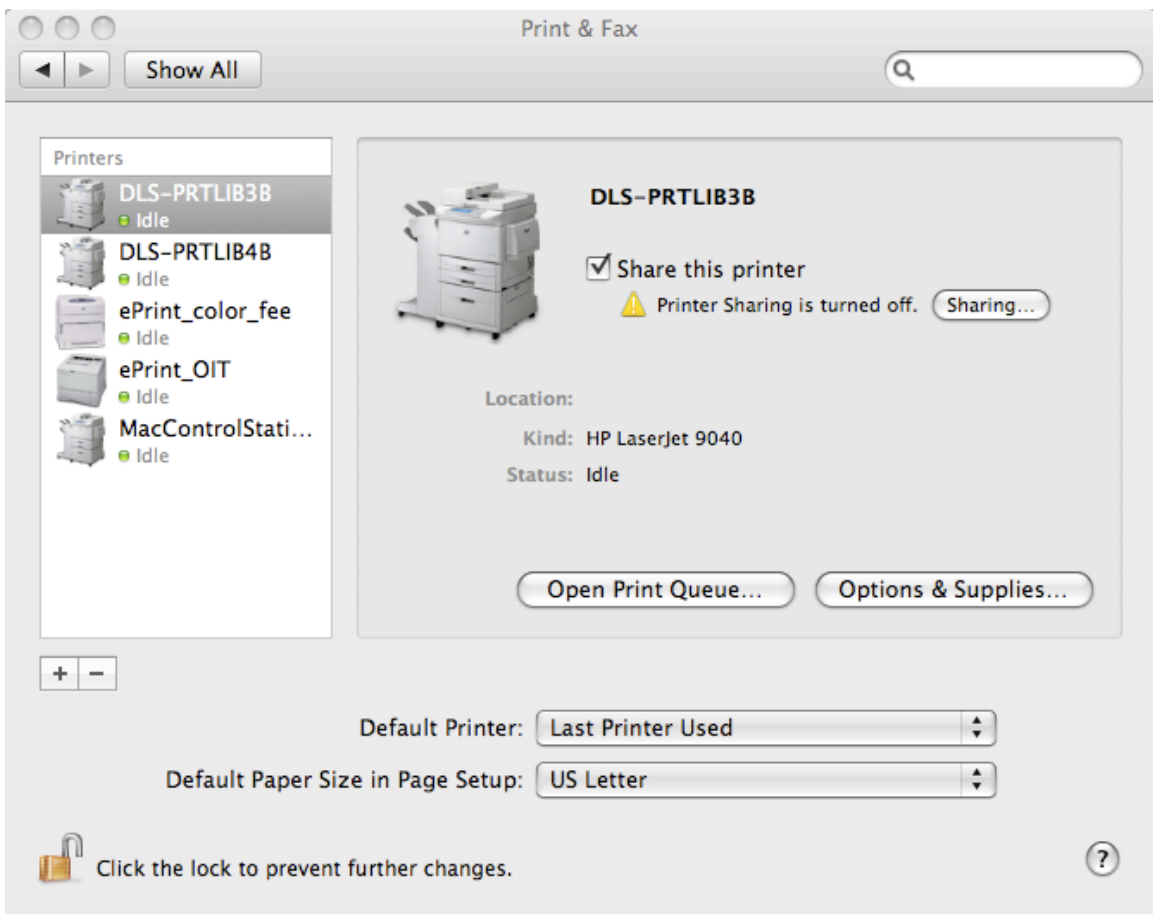 Print & Fax
Show All
Printers
DLS-PRTLIB3B
Idle
DLS-PRTLIB4B
Idle
ePrint_color_fee
Idle
ePrint_OIT
Idle
MacControlStati...
Idle
DLS-PRTLIB3B
Share this printer
Printer Sharing is turned off. Sharing...
Location:
Kind: HP LaserJet 9040
Status: Idle
Open Print Queue... Options & Supplies...
+ −
Default Printer: Last Printer Used
Default Paper Size in Page Setup: US Letter
Click the lock to prevent further changes. ?